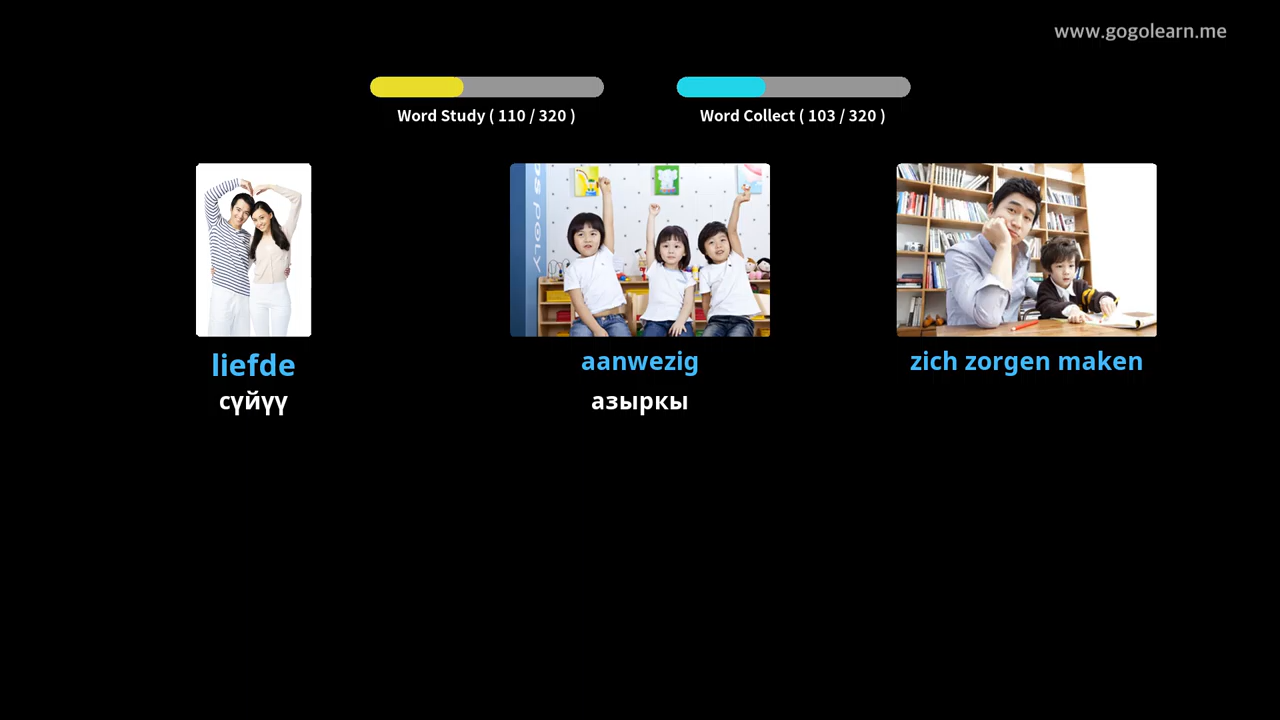 www.gogolearn.me
Word Study ( 110 / 320 )
Word Collect ( 103 / 320 )
liefde
aanwezig
zich zorgen maken
сүйүү
азыркы